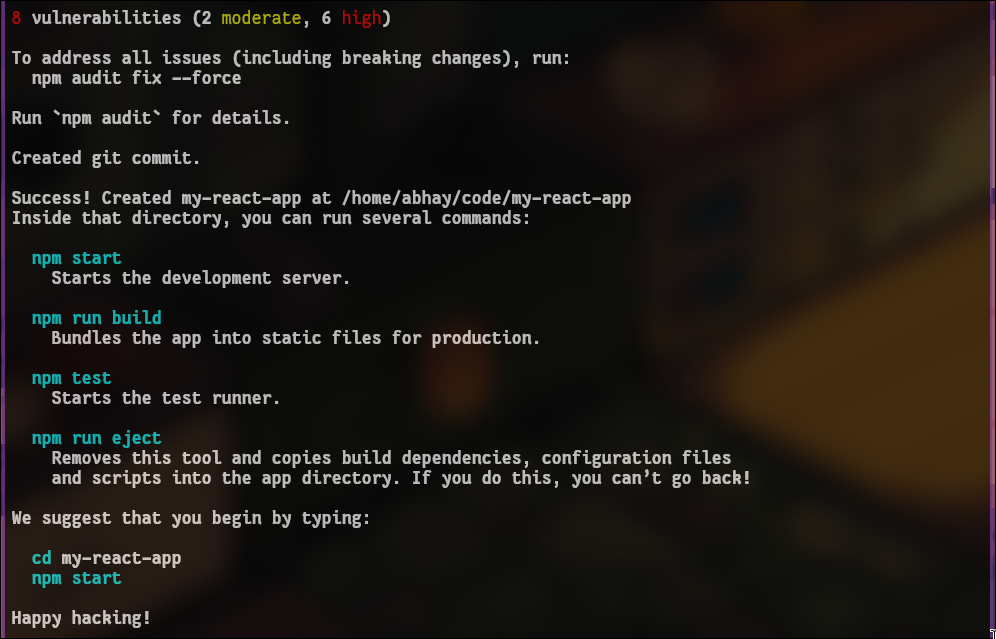 8 vulnerabilities (2 moderate, 6 high)
To address all issues (including breaking changes), run:
npm audit fix --force
Run `npm audit` for details.
Created git commit.
Success! Created my-react-app at /home/abhay/code/my-react-app
Inside that directory, you can run several commands:
npm start
Starts the development server.
npm run build
Bundles the app into static files for production.
npm test
Starts the test runner.
npm run eject
Removes this tool and copies build dependencies, configuration files
and scripts into the app directory. If you do this, you can’t go back!
We suggest that you begin by typing:
cd my-react-app
npm start
Happy hacking!